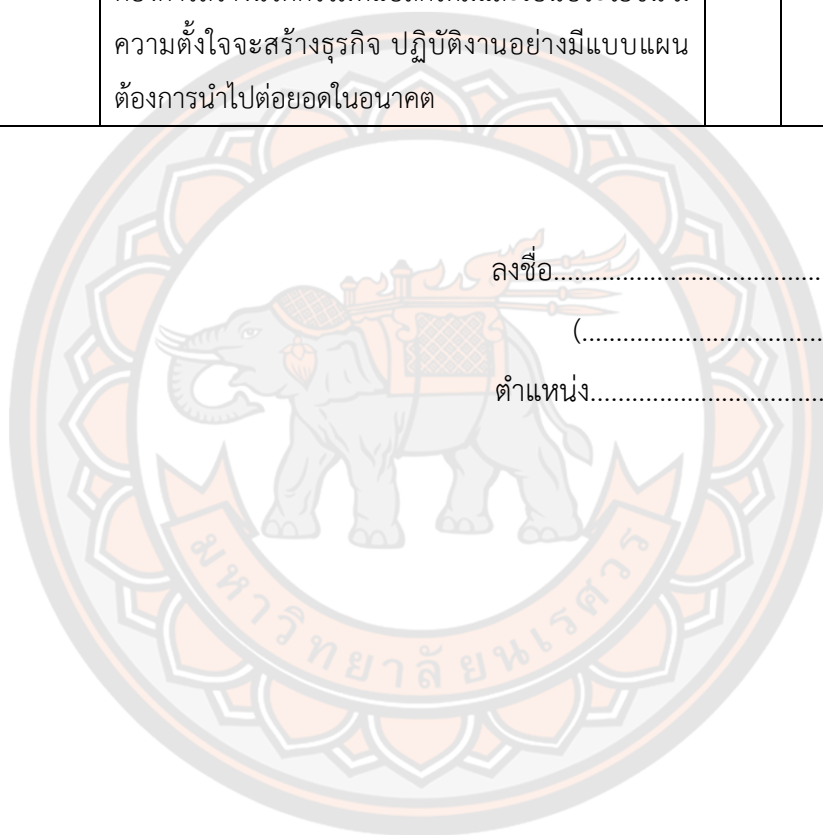 ความตั้งใจจะสร้างธุรกิจ ปฏิบัติงานอย่างมีแบบแผน
ต้องการนำไปต่อยอดในอนาคต
ลงชื่อ.......................................
(...................................
ตำแหน่ง..................................
มหาวิทยาลัยนเรศวร